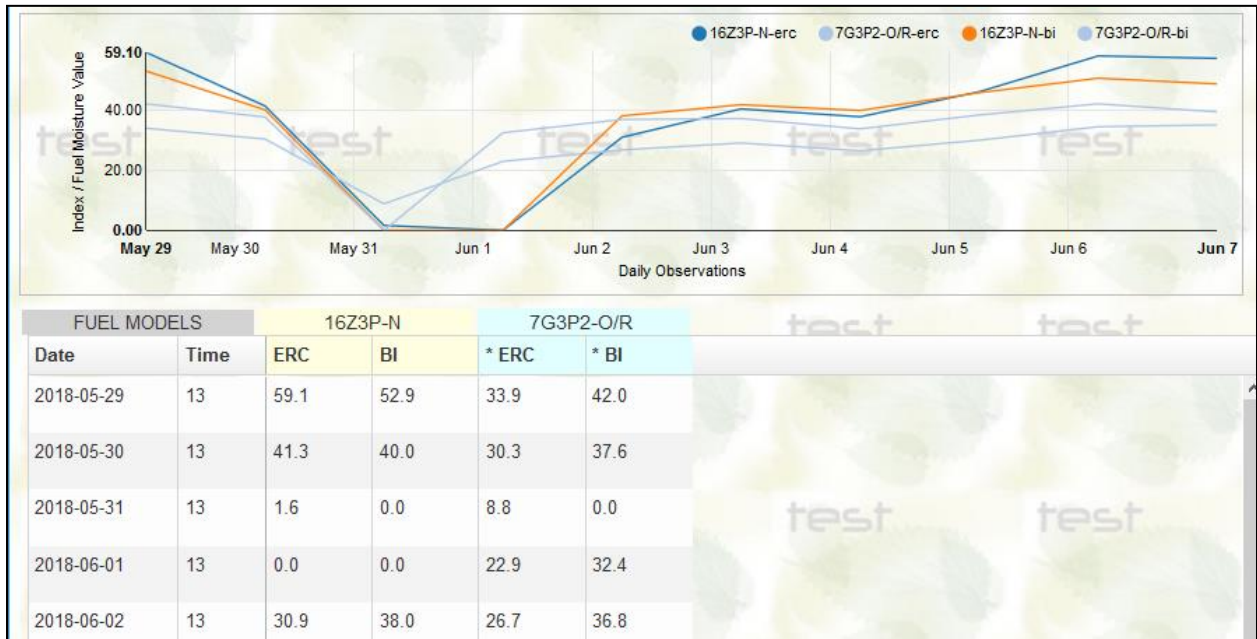 16Z3P-N-erc 7G3P2-O/R-erc 16Z3P-N-bi 7G3P2-O/R-bi
Index / Fuel Moisture Value
59.10
40.00
20.00
0.00
test test test test test
May 29 May 30 May 31 Jun 1 Jun 2 Jun 3 Jun 4 Jun 5 Jun 6 Jun 7
Daily Observations
FUEL MODELS 16Z3P-N 7G3P2-O/R test test
Date Time ERC BI * ERC * BI
2018-05-29 13 59.1 52.9 33.9 42.0
2018-05-30 13 41.3 40.0 30.3 37.6
2018-05-31 13 1.6 0.0 8.8 0.0 test test
2018-06-01 13 0.0 0.0 22.9 32.4
2018-06-02 13 30.9 38.0 26.7 36.8